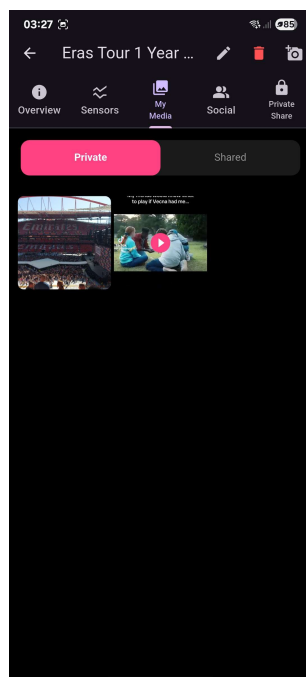 03:27
85
Eras Tour 1 Year ...
Overview
Sensors
My
Media
Social
Private
Share
Private
Shared
to play if Vecna had me...